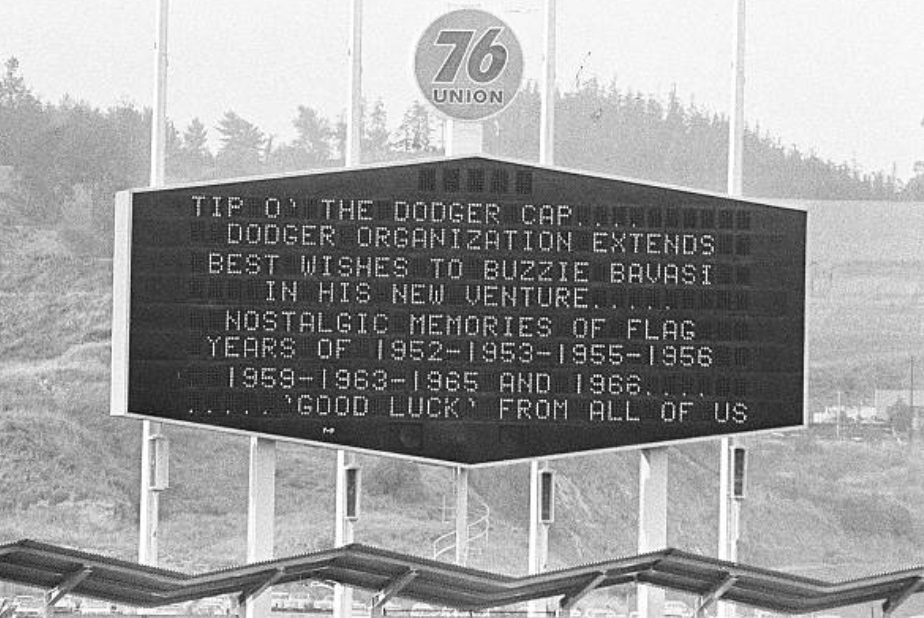 76
UNION
TIP O' THE DODGER CAP....
DODGER ORGANIZATION EXTENDS
BEST WISHES TO BUZZIE BAVASI
IN HIS NEW VENTURE.....
NOSTALGIC MEMORIES OF FLAG
YEARS OF 1952-1953-1955-1956
1959-1963-1965 AND 1966....
.....'GOOD LUCK' FROM ALL OF US